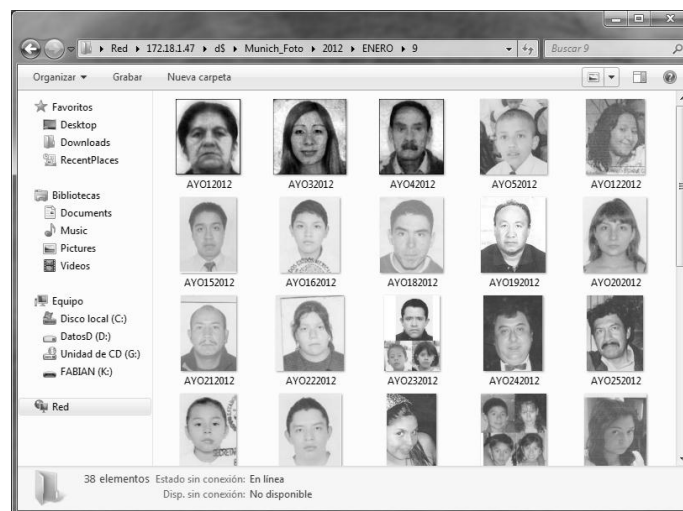 Red ▸ 172.18.1.47 ▸ d$ ▸ Munich_Foto ▸ 2012 ▸ ENERO ▸ 9
Buscar 9
Organizar Grabar Nueva carpeta
Favoritos
Desktop
Downloads
RecentPlaces
Bibliotecas
Documents
Music
Pictures
Videos
Equipo
Disco local (C:)
DatosD (D:)
Unidad de CD (G:)
FABIAN (K:)
Red
AYO12012 AYO32012 AYO42012 AYO52012 AYO122012
AYO152012 AYO162012 AYO182012 AYO192012 AYO202012
AYO212012 AYO222012 AYO232012 AYO242012 AYO252012
38 elementos Estado sin conexión: En línea
Disp. sin conexión: No disponible